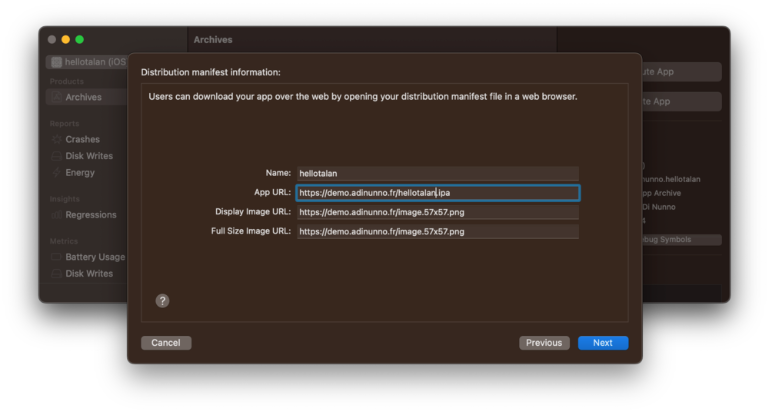 Archives
hellotalan (iOS
Products
Archives
Reports
Crashes
Disk Writes
Energy
Insights
Regressions
Metrics
Battery Usage
Disk Writes
Distribution manifest information:
Users can download your app over the web by opening your distribution manifest file in a web browser.
Name: hellotalan
App URL: https://demo.adinunno.fr/hellotalan.ipa
Display Image URL: https://demo.adinunno.fr/image.57x57.png
Full Size Image URL: https://demo.adinunno.fr/image.57x57.png
?
Cancel
Previous
Next
ute App
te App
)
unno.hellotalan
pp Archive
Di Nunno
4
bug Symbols